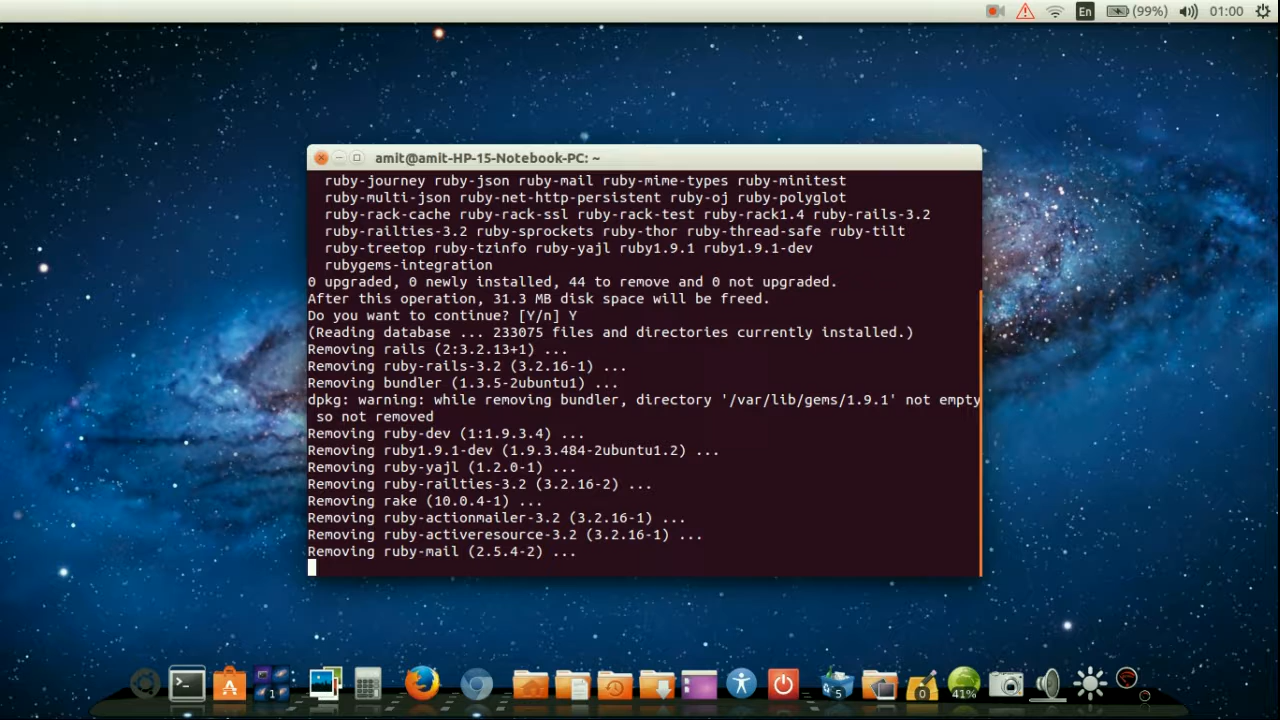 En (99%) 01:00
amit@amit-HP-15-Notebook-PC: ~
ruby-journey ruby-json ruby-mail ruby-mime-types ruby-minitest
ruby-multi-json ruby-net-http-persistent ruby-oj ruby-polyglot
ruby-rack-cache ruby-rack-ssl ruby-rack-test ruby-rack1.4 ruby-rails-3.2
ruby-railties-3.2 ruby-sprockets ruby-thor ruby-thread-safe ruby-tilt
ruby-treetop ruby-tzinfo ruby-yajl ruby1.9.1 ruby1.9.1-dev
rubygems-integration
0 upgraded, 0 newly installed, 44 to remove and 0 not upgraded.
After this operation, 31.3 MB disk space will be freed.
Do you want to continue? [Y/n] Y
(Reading database ... 233075 files and directories currently installed.)
Removing rails (2:3.2.13+1) ...
Removing ruby-rails-3.2 (3.2.16-1) ...
Removing bundler (1.3.5-2ubuntu1) ...
dpkg: warning: while removing bundler, directory '/var/lib/gems/1.9.1' not empty
so not removed
Removing ruby-dev (1:1.9.3.4) ...
Removing ruby1.9.1-dev (1.9.3.484-2ubuntu1.2) ...
Removing ruby-yajl (1.2.0-1) ...
Removing ruby-railties-3.2 (3.2.16-2) ...
Removing rake (10.0.4-1) ...
Removing ruby-actionmailer-3.2 (3.2.16-1) ...
Removing ruby-activeresource-3.2 (3.2.16-1) ...
Removing ruby-mail (2.5.4-2) ...
1 5 0 41%